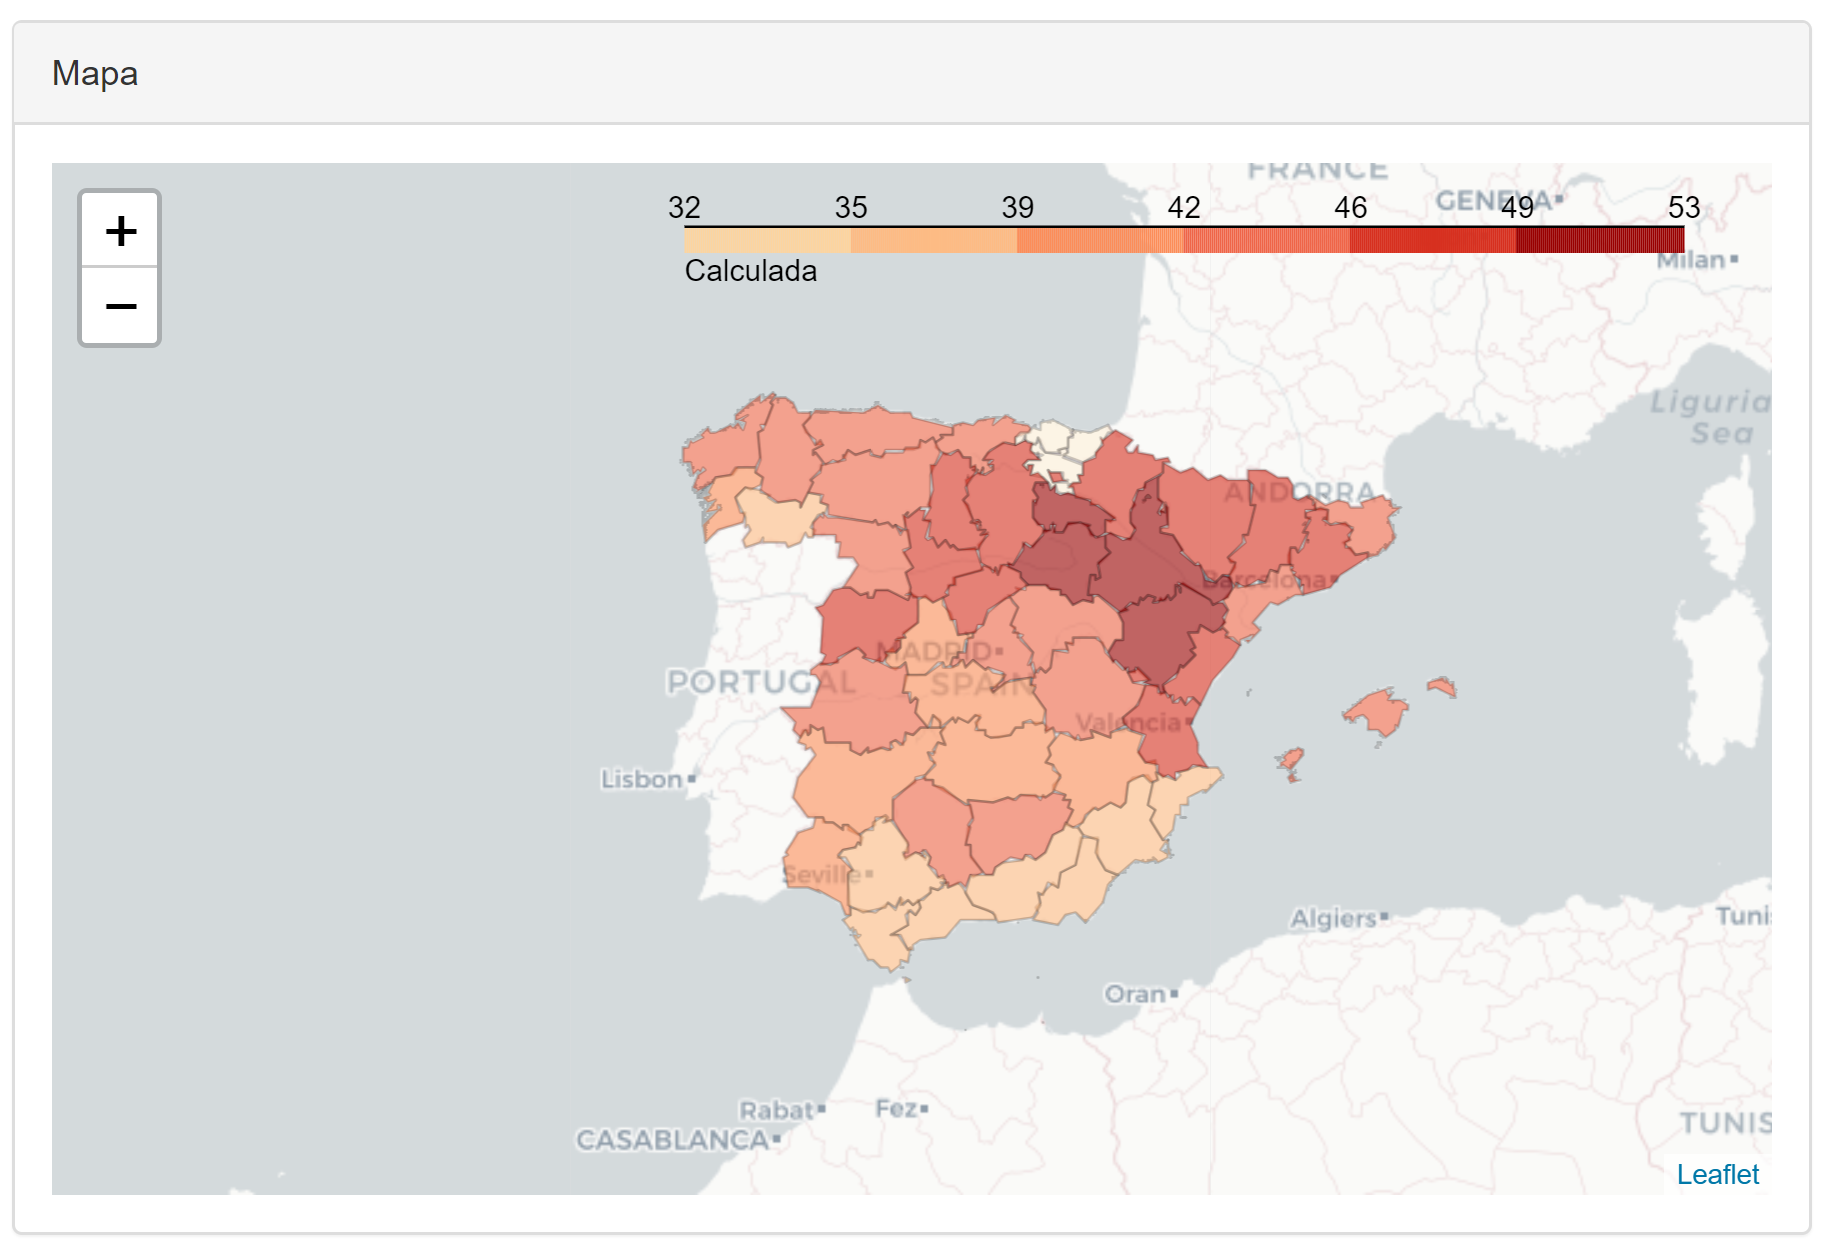 Mapa
+
−
FRANCE
GENEVA
32 35 39 42 46 49 53
Calculada
Milan
Liguria
Sea
ANDORRA
Barcelona
MADRID
PORTUGAL
SPAIN
Valencia
Lisbon
Seville
Algiers
Tunis
Oran
Rabat
Fez
CASABLANCA
TUNIS
Leaflet